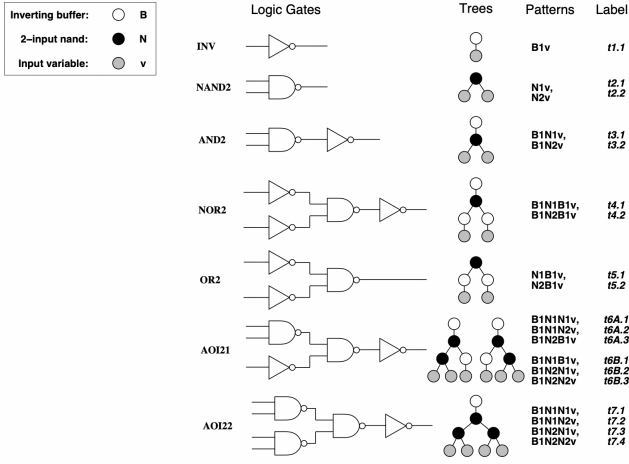 Logic Gates Trees Patterns Label
Inverting buffer: B
2-input nand: N
Input variable: v
INV B1v t1.1
NAND2 N1v, t2.1
N2v t2.2
AND2 B1N1v, t3.1
B1N2v t3.2
NOR2 B1N1B1v, t4.1
B1N2B1v t4.2
OR2 N1B1v, t5.1
N2B1v t5.2
AOI21 B1N1N1v, t6A.1
B1N1N2v, t6A.2
B1N2B1v t6A.3
B1N1B1v, t6B.1
B1N2N1v, t6B.2
B1N2N2v t6B.3
AOI22 B1N1N1v, t7.1
B1N1N2v, t7.2
B1N2N1v, t7.3
B1N2N2v t7.4